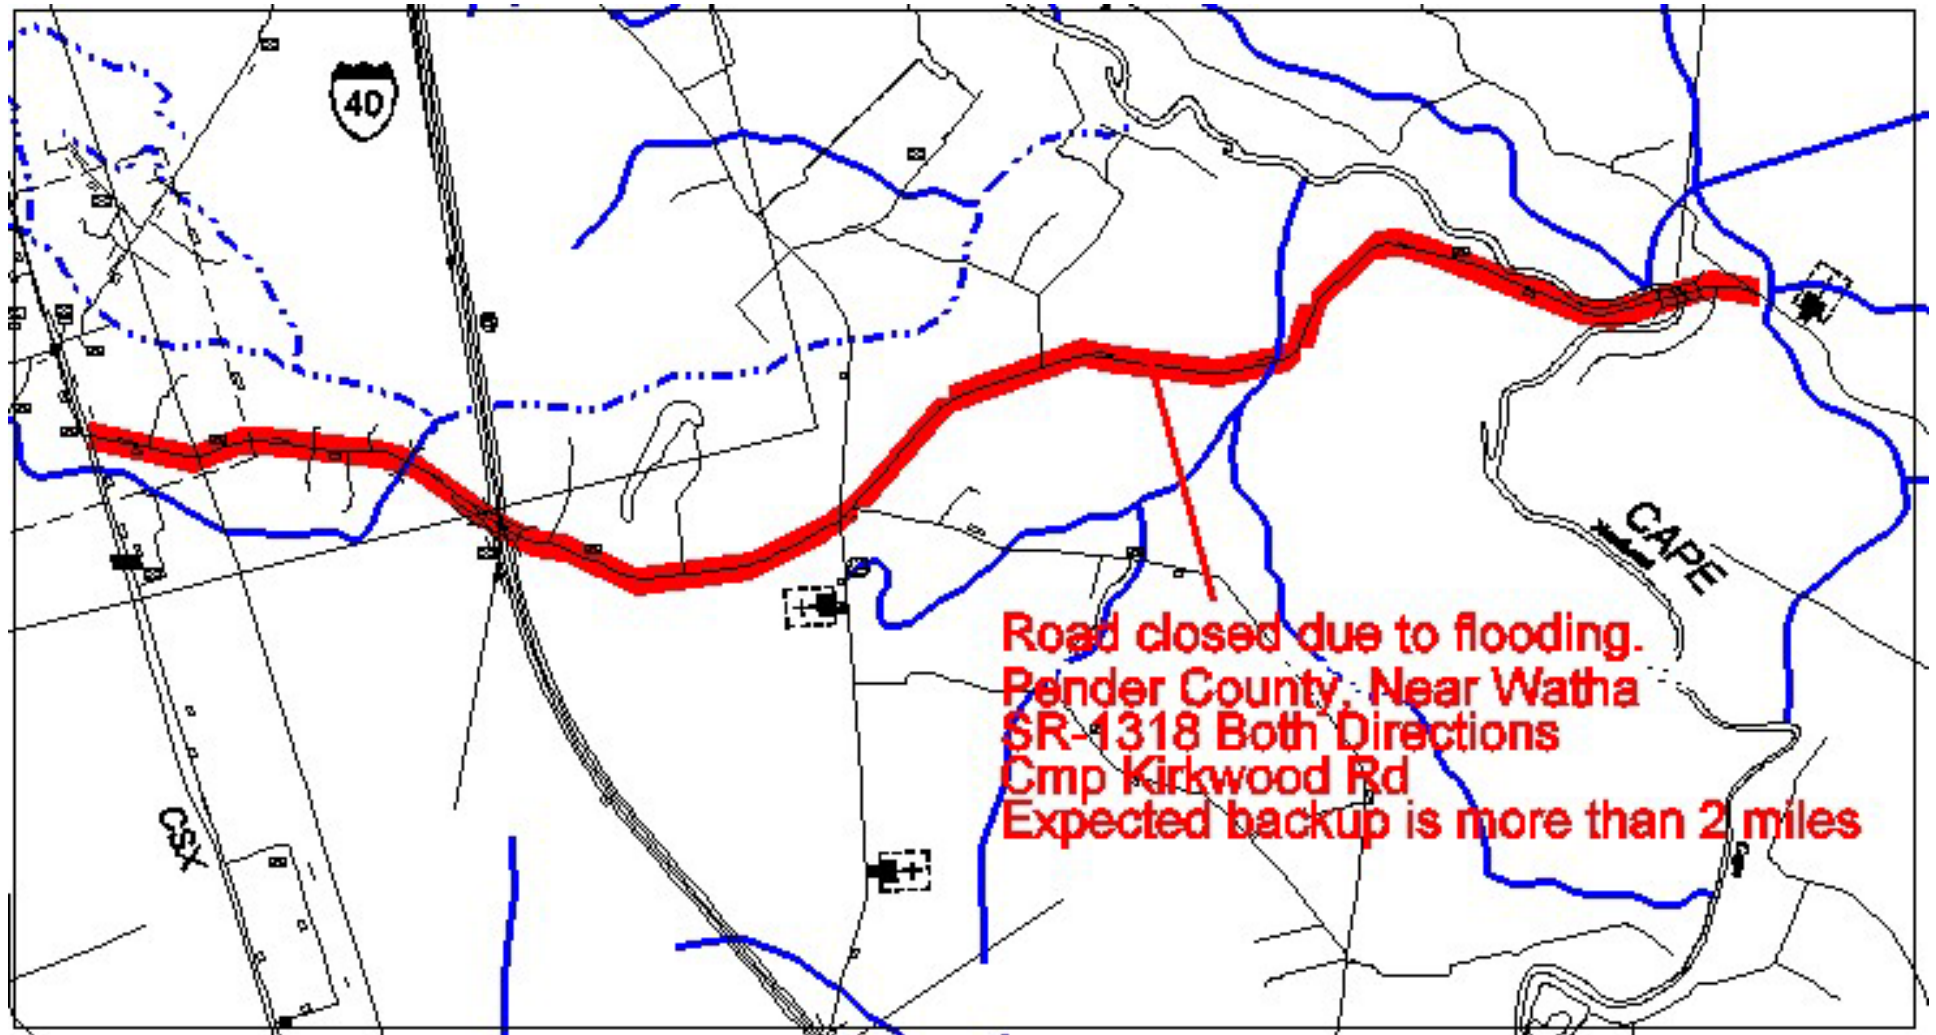 40
CAPE
Road closed due to flooding.
Pender County, Near Watha
SR-1318 Both Directions
Cmp Kirkwood Rd
Expected backup is more than 2 miles
CSX